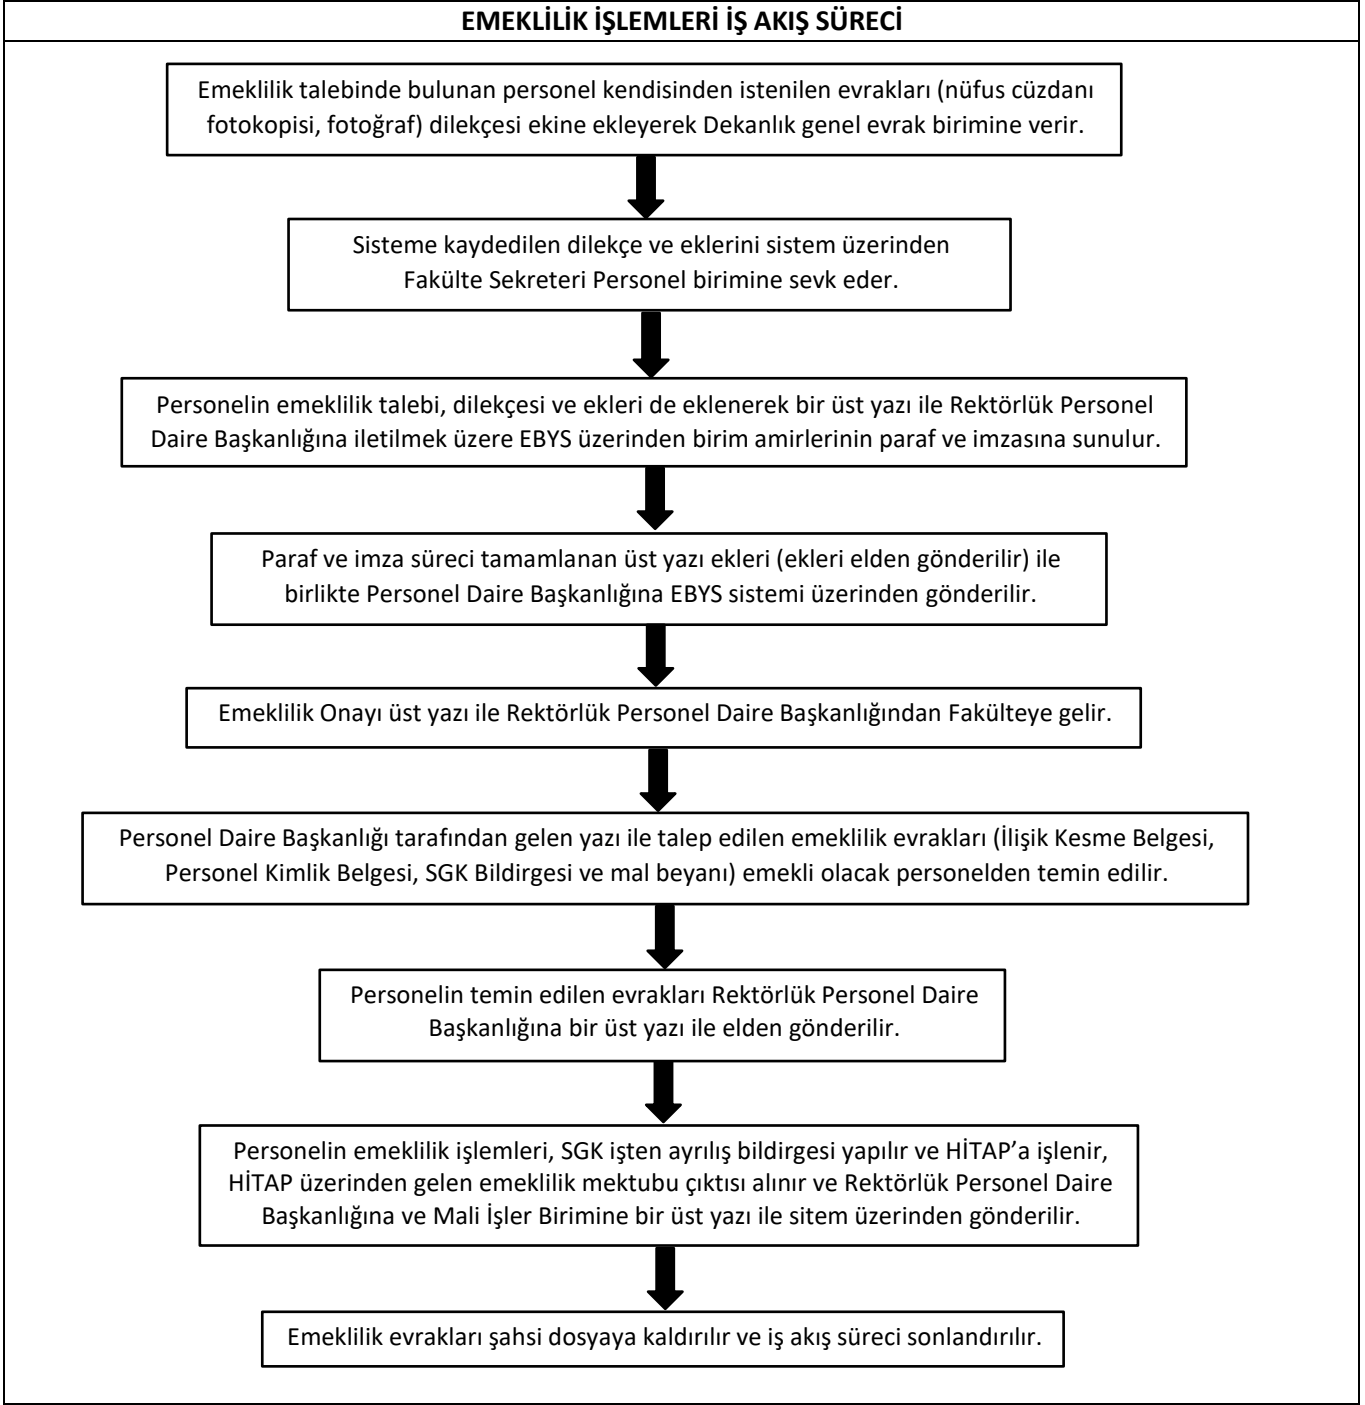 EMEKLİLİK İŞLEMLERİ İŞ AKIŞ SÜRECİ
Emeklilik talebinde bulunan personel kendisinden istenilen evrakları (nüfus cüzdanı
fotokopisi, fotoğraf) dilekçesi ekine ekleyerek Dekanlık genel evrak birimine verir.
Sisteme kaydedilen dilekçe ve eklerini sistem üzerinden
Fakülte Sekreteri Personel birimine sevk eder.
Personelin emeklilik talebi, dilekçesi ve ekleri de eklenerek bir üst yazı ile Rektörlük Personel
Daire Başkanlığına iletilmek üzere EBYS üzerinden birim amirlerinin paraf ve imzasına sunulur.
Paraf ve imza süreci tamamlanan üst yazı ekleri (ekleri elden gönderilir) ile
birlikte Personel Daire Başkanlığına EBYS sistemi üzerinden gönderilir.
Emeklilik Onayı üst yazı ile Rektörlük Personel Daire Başkanlığından Fakülteye gelir.
Personel Daire Başkanlığı tarafından gelen yazı ile talep edilen emeklilik evrakları (İlişik Kesme Belgesi,
Personel Kimlik Belgesi, SGK Bildirgesi ve mal beyanı) emekli olacak personelden temin edilir.
Personelin temin edilen evrakları Rektörlük Personel Daire
Başkanlığına bir üst yazı ile elden gönderilir.
Personelin emeklilik işlemleri, SGK işten ayrılış bildirgesi yapılır ve HİTAP’a işlenir,
HİTAP üzerinden gelen emeklilik mektubu çıktısı alınır ve Rektörlük Personel Daire
Başkanlığına ve Mali İşler Birimine bir üst yazı ile sitem üzerinden gönderilir.
Emeklilik evrakları şahsi dosyaya kaldırılır ve iş akış süreci sonlandırılır.